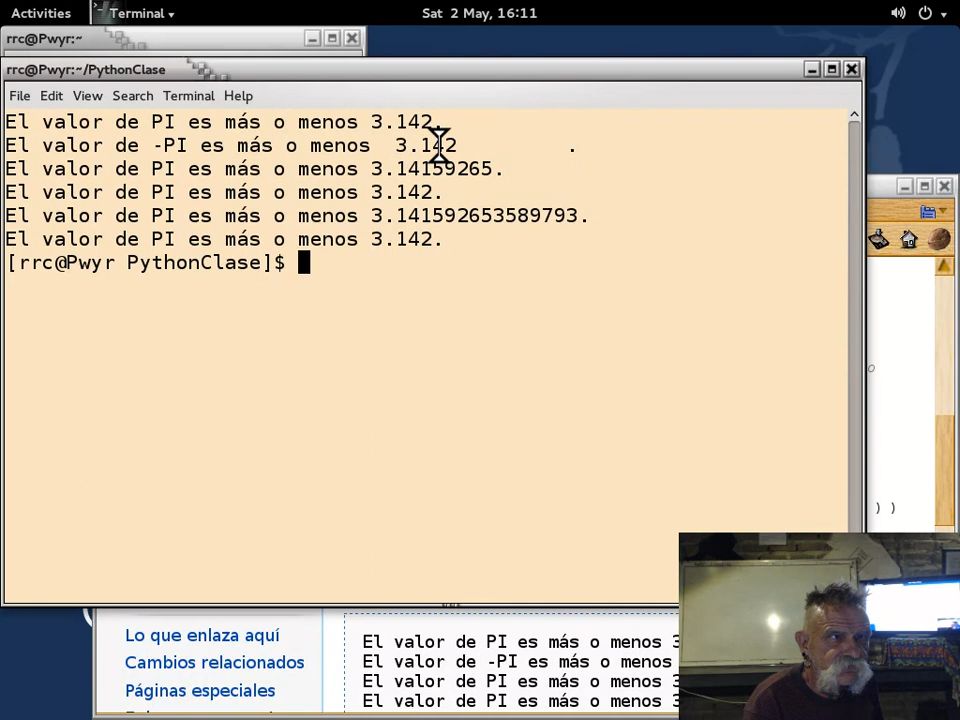 Activities Terminal Sat 2 May, 16:11
rrc@Pwyr:~
rrc@Pwyr:~/PythonClase
File Edit View Search Terminal Help
El valor de PI es más o menos 3.142.
El valor de -PI es más o menos  3.142         .
El valor de PI es más o menos 3.14159265.
El valor de PI es más o menos 3.142.
El valor de PI es más o menos 3.141592653589793.
El valor de PI es más o menos 3.142.
[rrc@Pwyr PythonClase]$
o
) )
Lo que enlaza aquí
Cambios relacionados
Páginas especiales
El valor de PI es más o menos 3
El valor de -PI es más o menos
El valor de PI es más o menos 3
El valor de PI es más o menos 3